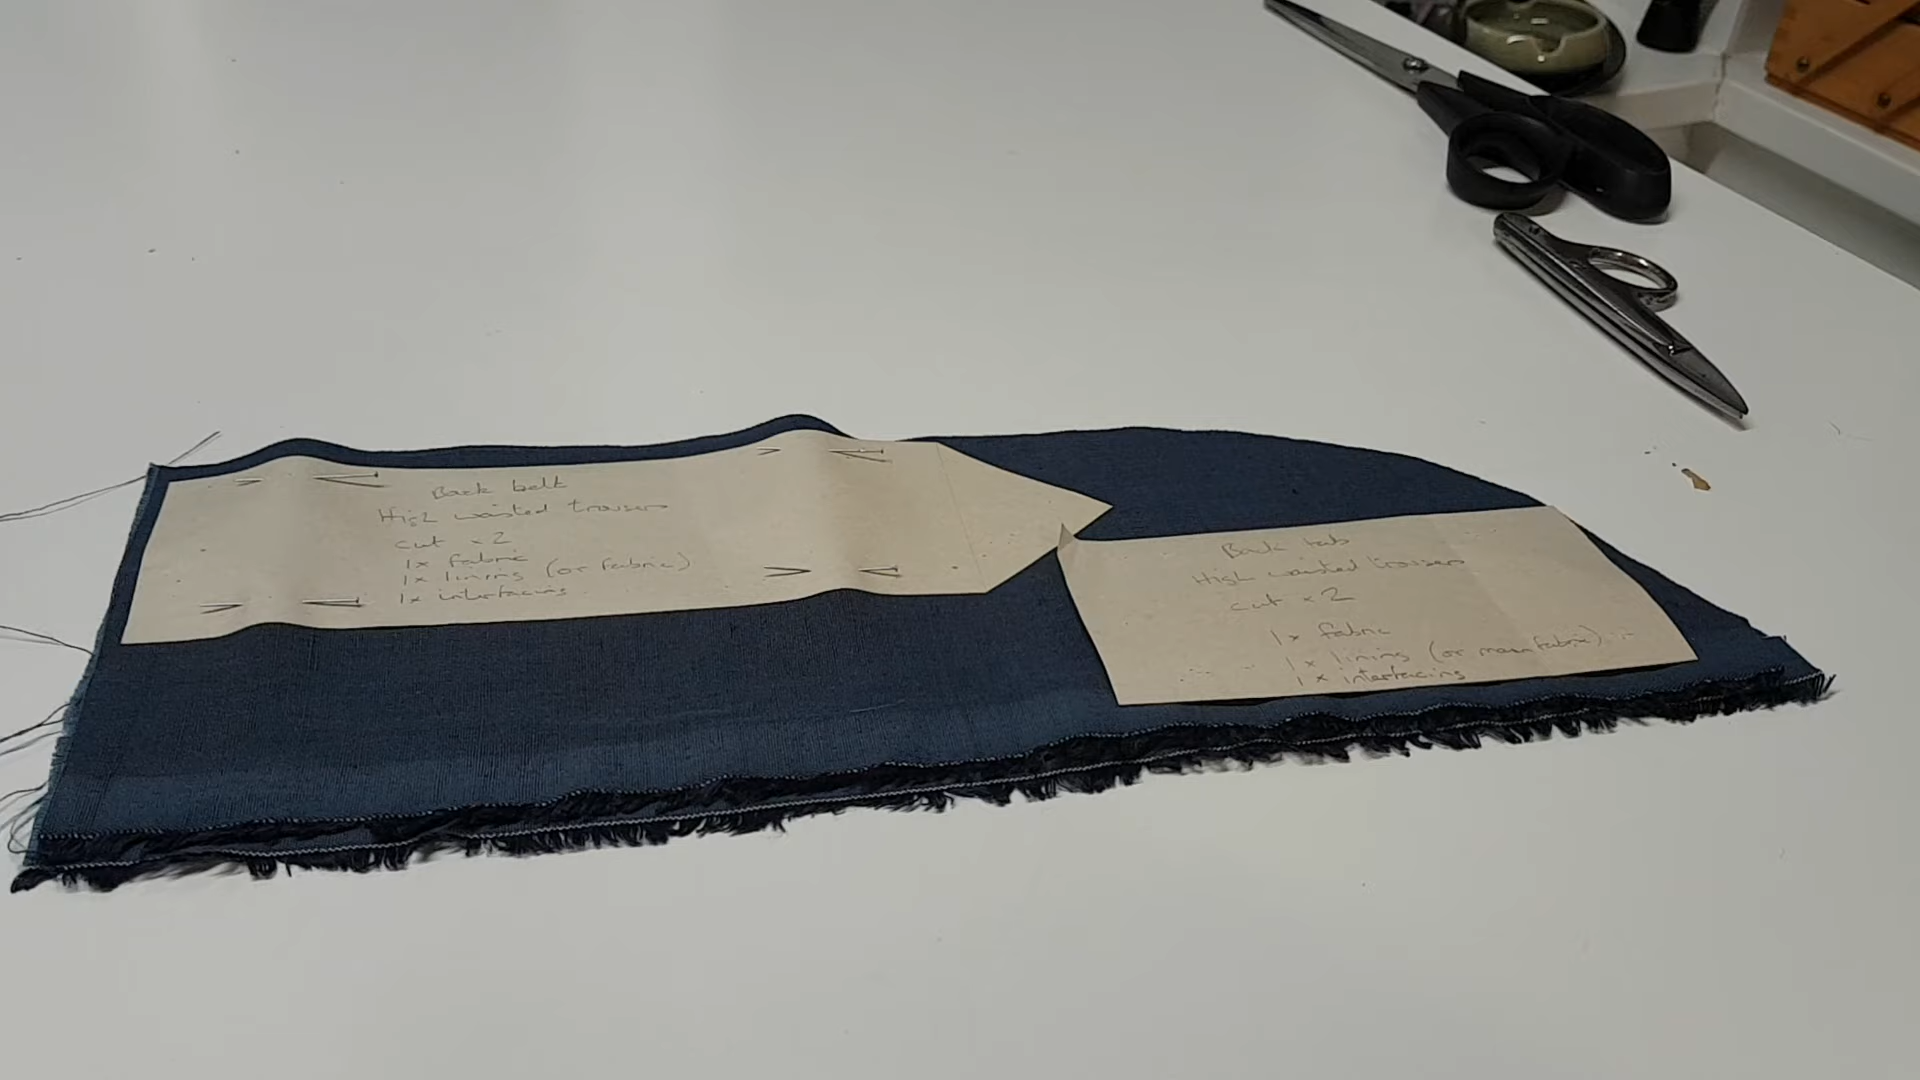 Back belt
High waisted trousers
cut x2
1x fabric
1x lining (or fabric)
1x interfacing
Back tab
High waisted trousers
cut x2
1x fabric
1x lining (or main fabric)
1x interfacing